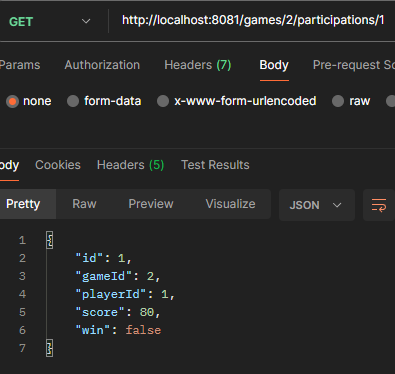 GET http://localhost:8081/games/2/participations/1
Params Authorization Headers (7) Body Pre-request Sc
none form-data x-www-form-urlencoded raw
ody Cookies Headers (5) Test Results
Pretty Raw Preview Visualize JSON
1 {
2 "id": 1,
3 "gameId": 2,
4 "playerId": 1,
5 "score": 80,
6 "win": false
7 }